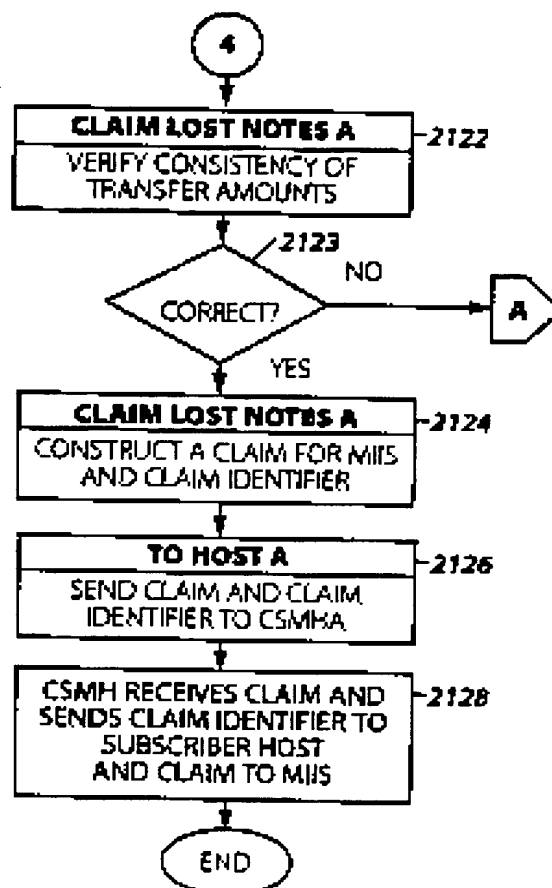 4
CLAIM LOST NOTES A
2122
VERIFY CONSISTENCY OF
TRANSFER AMOUNTS
2123
CORRECT?
NO
A
YES
CLAIM LOST NOTES A
2124
CONSTRUCT A CLAIM FOR MIIS
AND CLAIM IDENTIFIER
TO HOST A
2126
SEND CLAIM AND CLAIM
IDENTIFIER TO CSMHA
CSMH RECEIVES CLAIM AND
2128
SENDS CLAIM IDENTIFIER TO
SUBSCRIBER HOST
AND CLAIM TO MIIS
END